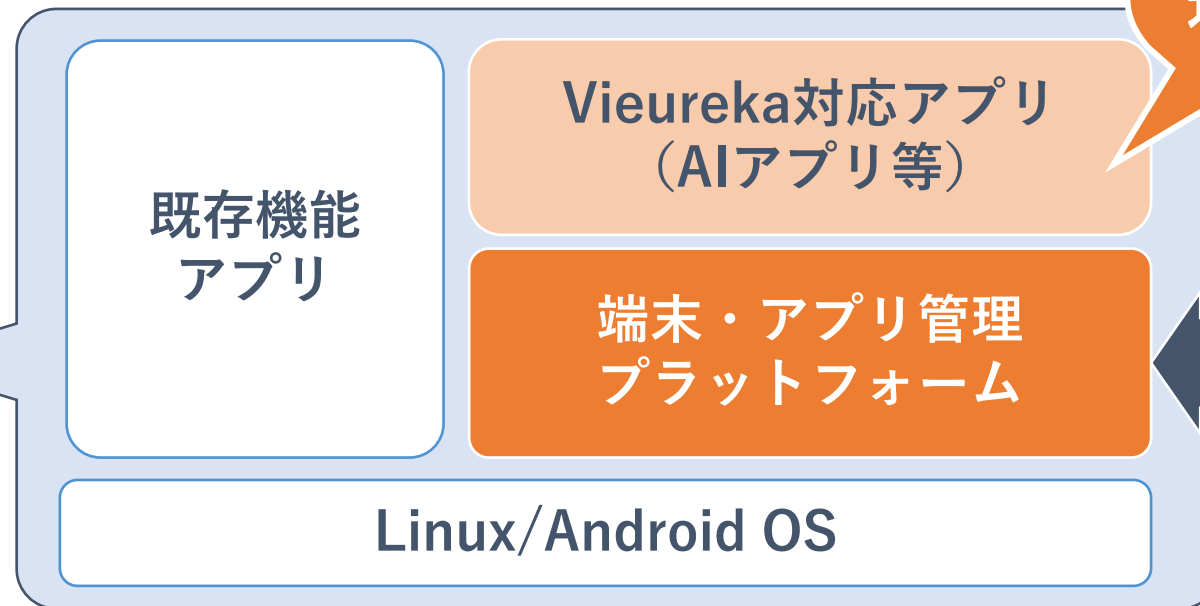 既存機能
アプリ
Vieureka対応アプリ
（AIアプリ等）
端末・アプリ管理
プラットフォーム
Linux/Android OS